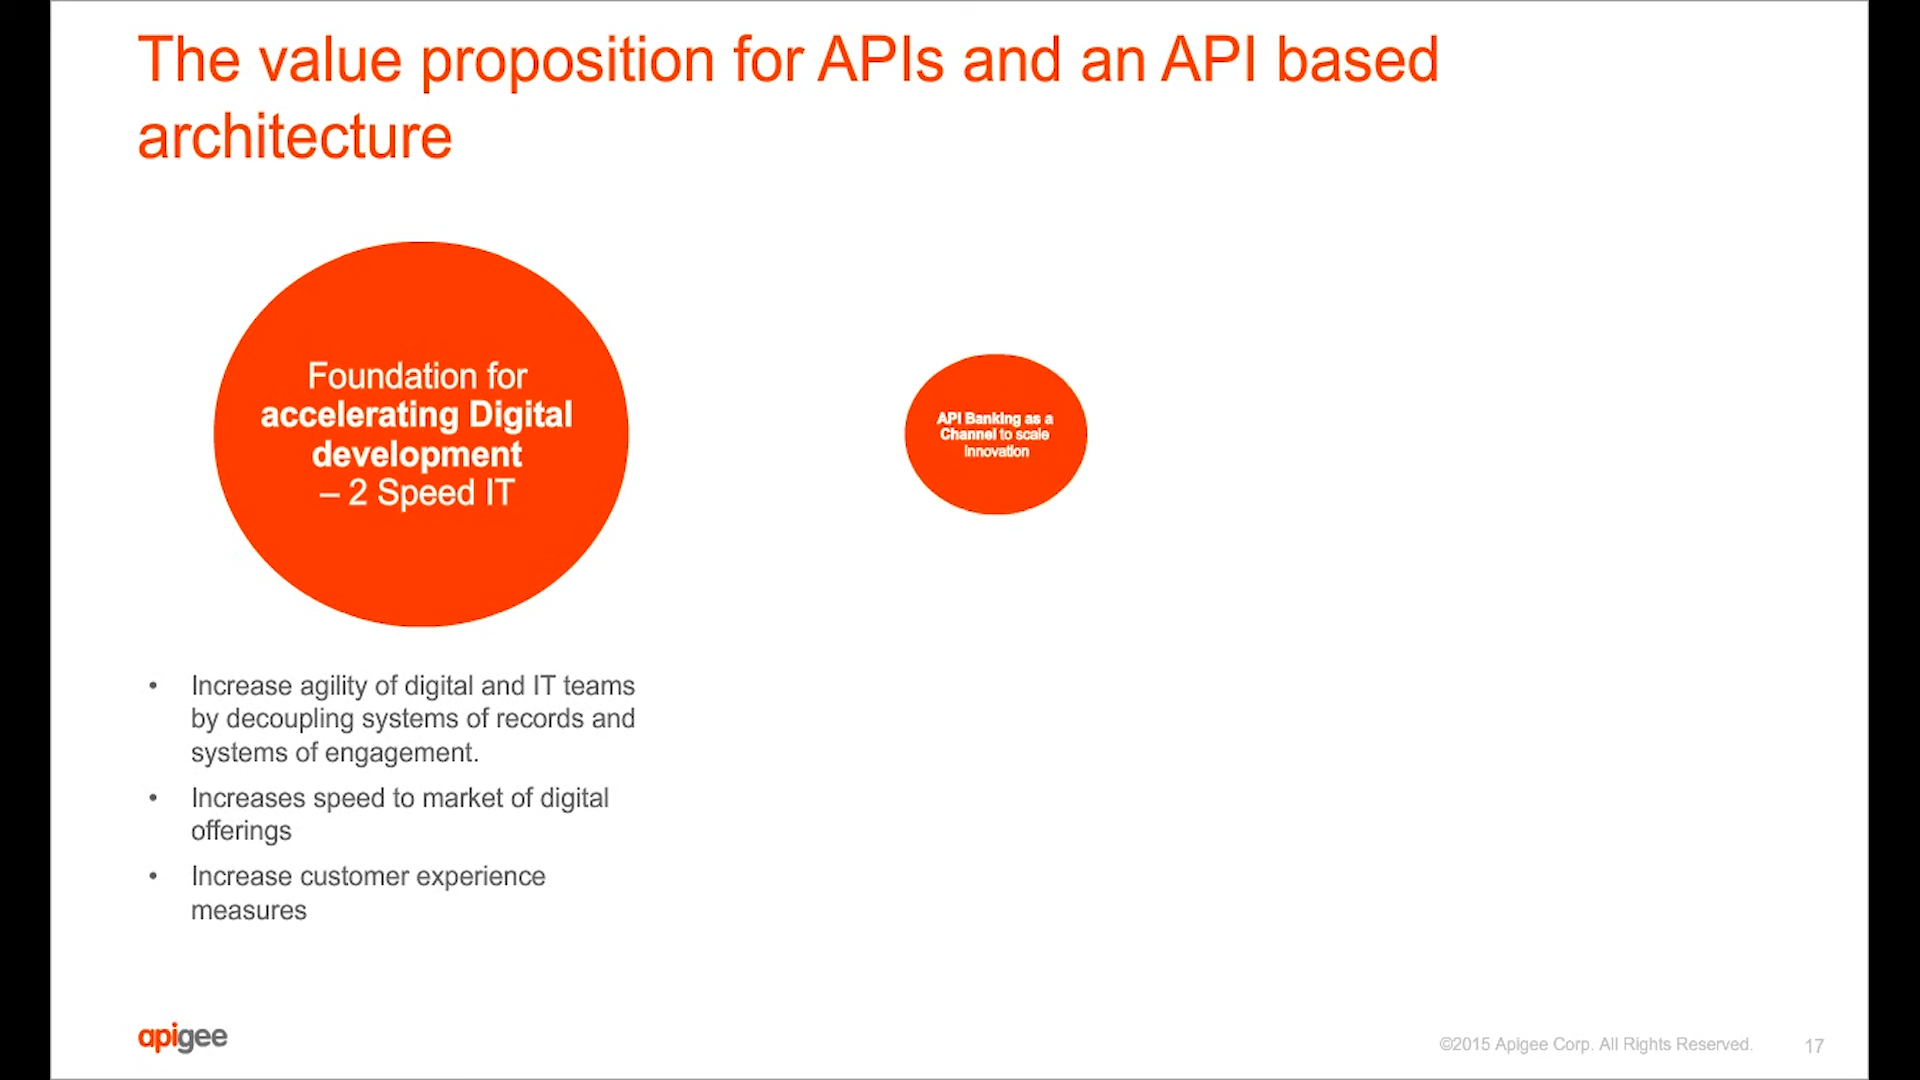 The value proposition for APIs and an API based
architecture
Foundation for
accelerating Digital
development
– 2 Speed IT
API Banking as a
Channel to scale
innovation
• Increase agility of digital and IT teams
by decoupling systems of records and
systems of engagement.
• Increases speed to market of digital
offerings
• Increase customer experience
measures
apigee
©2015 Apigee Corp. All Rights Reserved. 17